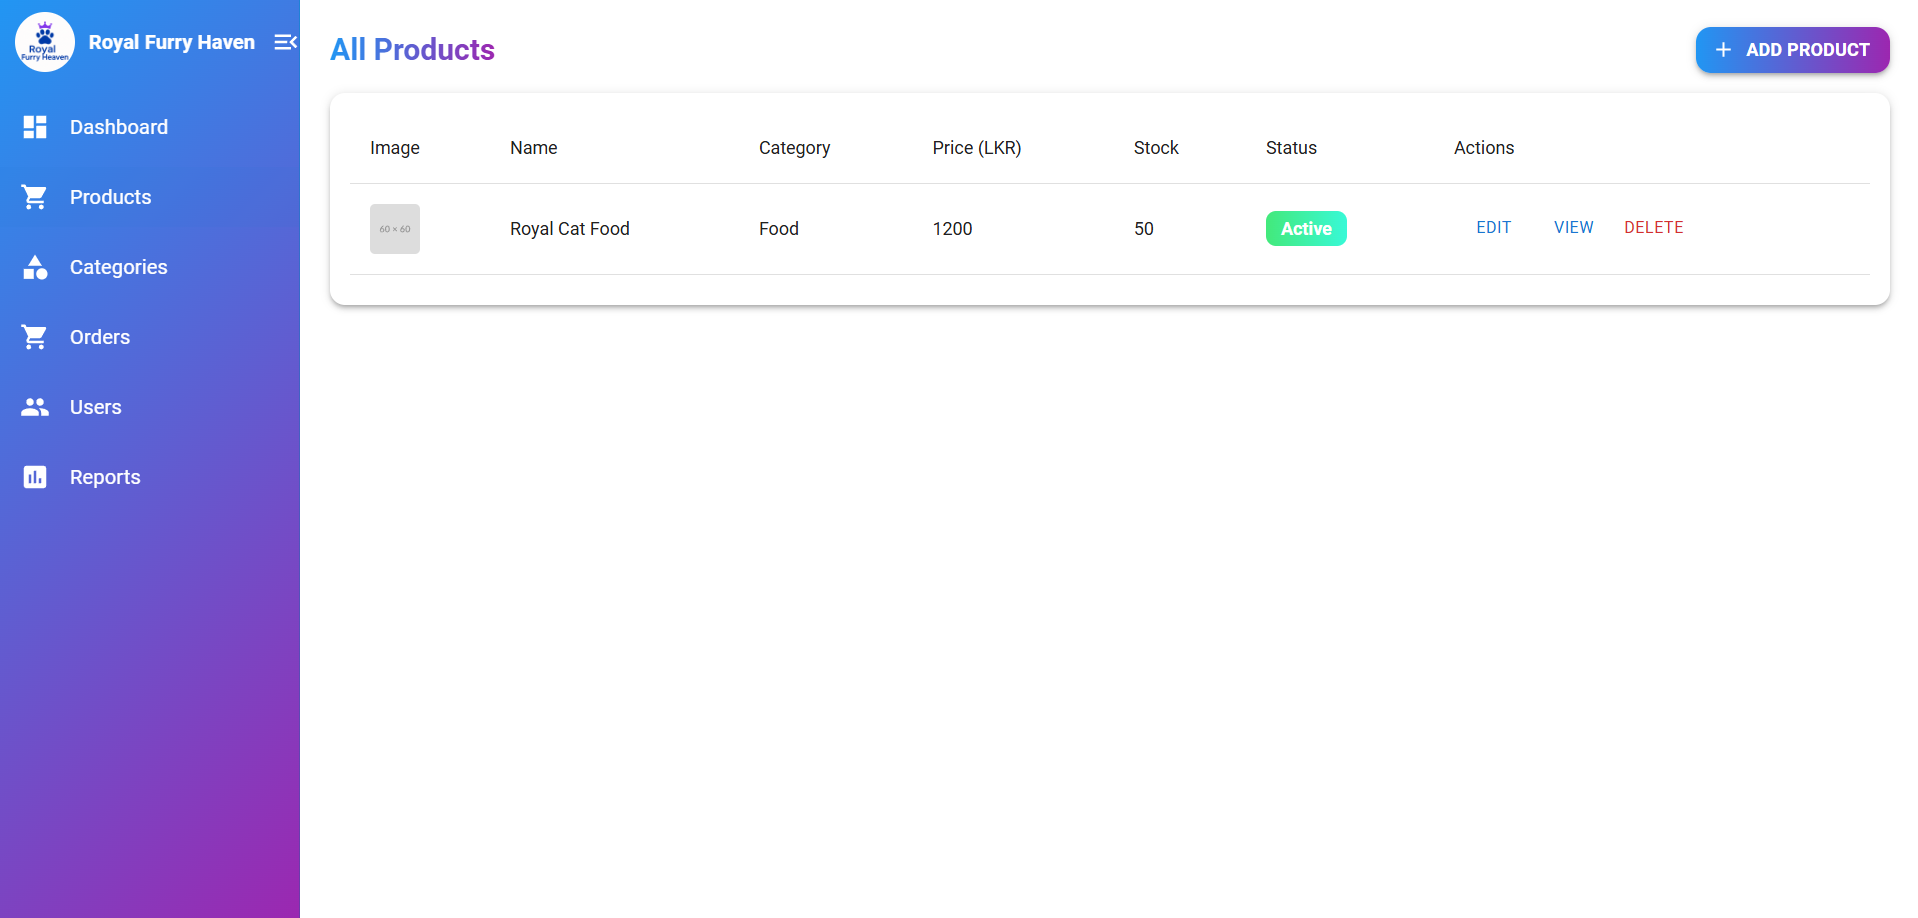 Royal
Furry Heaven
Royal Furry Haven
Dashboard
Products
Categories
Orders
Users
Reports
All Products
ADD PRODUCT
Image Name Category Price (LKR) Stock Status Actions
60 × 60 Royal Cat Food Food 1200 50 Active EDIT VIEW DELETE